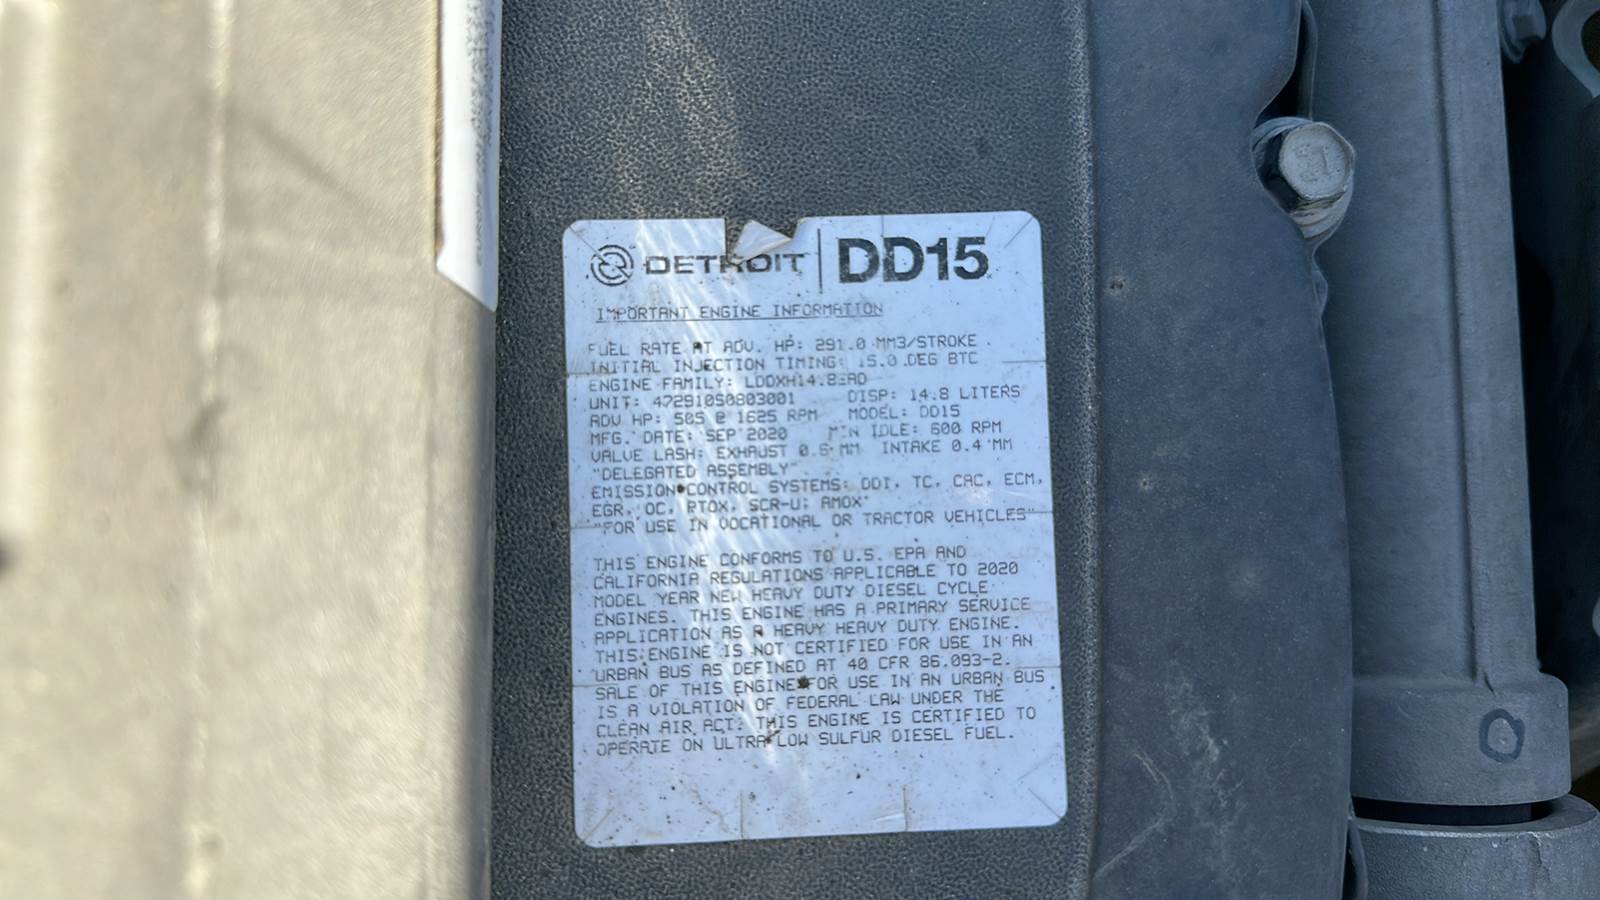 DETROIT DD15
IMPORTANT ENGINE INFORMATION
FUEL RATE AT ADV. HP: 291.0 MM3/STROKE
INITIAL INJECTION TIMING: 15.0 DEG BTC
ENGINE FAMILY:
UNIT: 472910S0803001 DISP: 14.8 LITERS
ADV HP: 505 @ 1625 RPM MODEL: DD15
MFG. DATE: SEP 2020 MIN IDLE: 600 RPM
VALVE LASH: EXHAUST 0.6 MM INTAKE 0.4 MM
"DELEGATED ASSEMBLY"
EMISSION CONTROL SYSTEMS: DDI, TC, CAC, ECM,
EGR, OC, PTOX, SCR-U, AMOX
"FOR USE IN VOCATIONAL OR TRACTOR VEHICLES"
THIS ENGINE CONFORMS TO U.S. EPA AND
CALIFORNIA REGULATIONS APPLICABLE TO 2020
MODEL YEAR NEW HEAVY DUTY DIESEL CYCLE
ENGINES. THIS ENGINE HAS A PRIMARY SERVICE
APPLICATION AS A HEAVY HEAVY DUTY ENGINE.
THIS ENGINE IS NOT CERTIFIED FOR USE IN AN
URBAN BUS AS DEFINED AT 40 CFR 86.093-2.
SALE OF THIS ENGINE FOR USE IN AN URBAN BUS
IS A VIOLATION OF FEDERAL LAW UNDER THE
CLEAN AIR ACT. THIS ENGINE IS CERTIFIED TO
OPERATE ON ULTRA LOW SULFUR DIESEL FUEL.